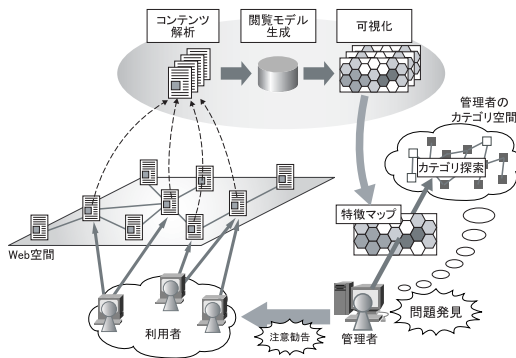 コンテンツ
解析
閲覧モデル
生成
可視化
管理者の
カテゴリ空間
カテゴリ探索
特徴マップ
Web空間
利用者
注意勧告
管理者
問題発見